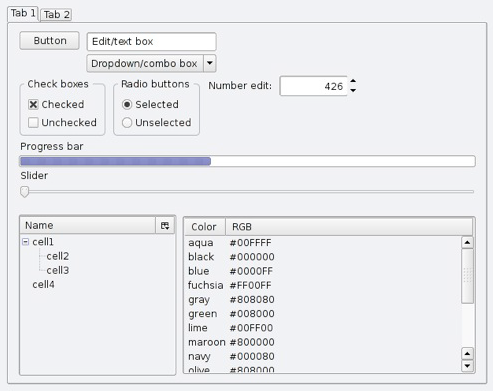 Tab 1 Tab 2
Button Edit/text box
Dropdown/combo box
Check boxes Radio buttons Number edit: 426
Checked Selected
Unchecked Unselected
Progress bar
Slider
Name Color RGB
cell1 aqua #00FFFF
cell2 black #000000
cell3 blue #0000FF
cell4 fuchsia #FF00FF
gray #808080
green #008000
lime #00FF00
maroon #800000
navy #000080
olive #808000